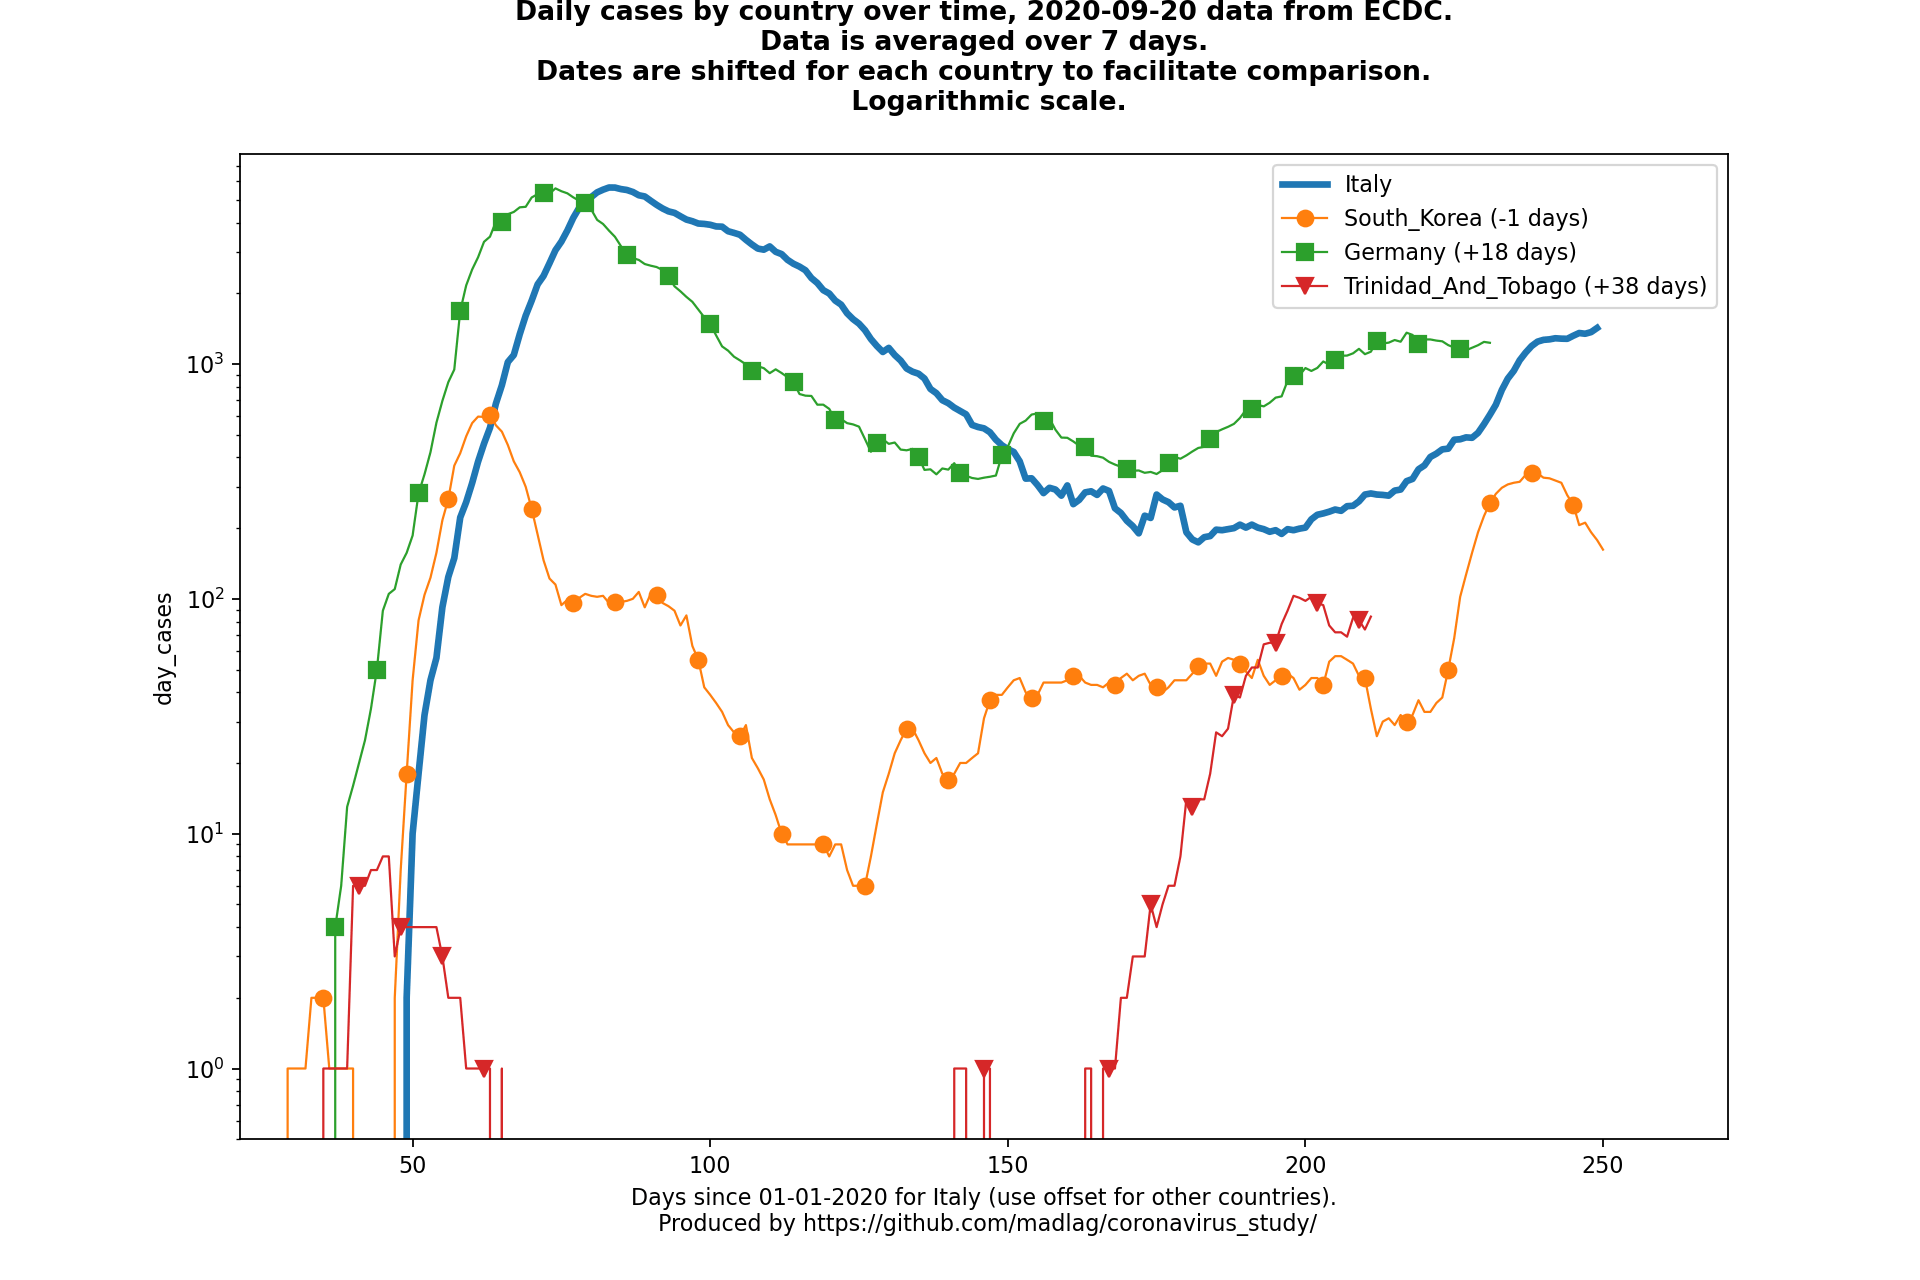 Daily cases by country over time, 2020-09-20 data from ECDC.
Data is averaged over 7 days.
Dates are shifted for each country to facilitate comparison.
Logarithmic scale.
Italy
South_Korea (-1 days)
Germany (+18 days)
Trinidad_And_Tobago (+38 days)
day_cases
10³
10²
10¹
10⁰
50
100
150
200
250
Days since 01-01-2020 for Italy (use offset for other countries).
Produced by https://github.com/madlag/coronavirus_study/